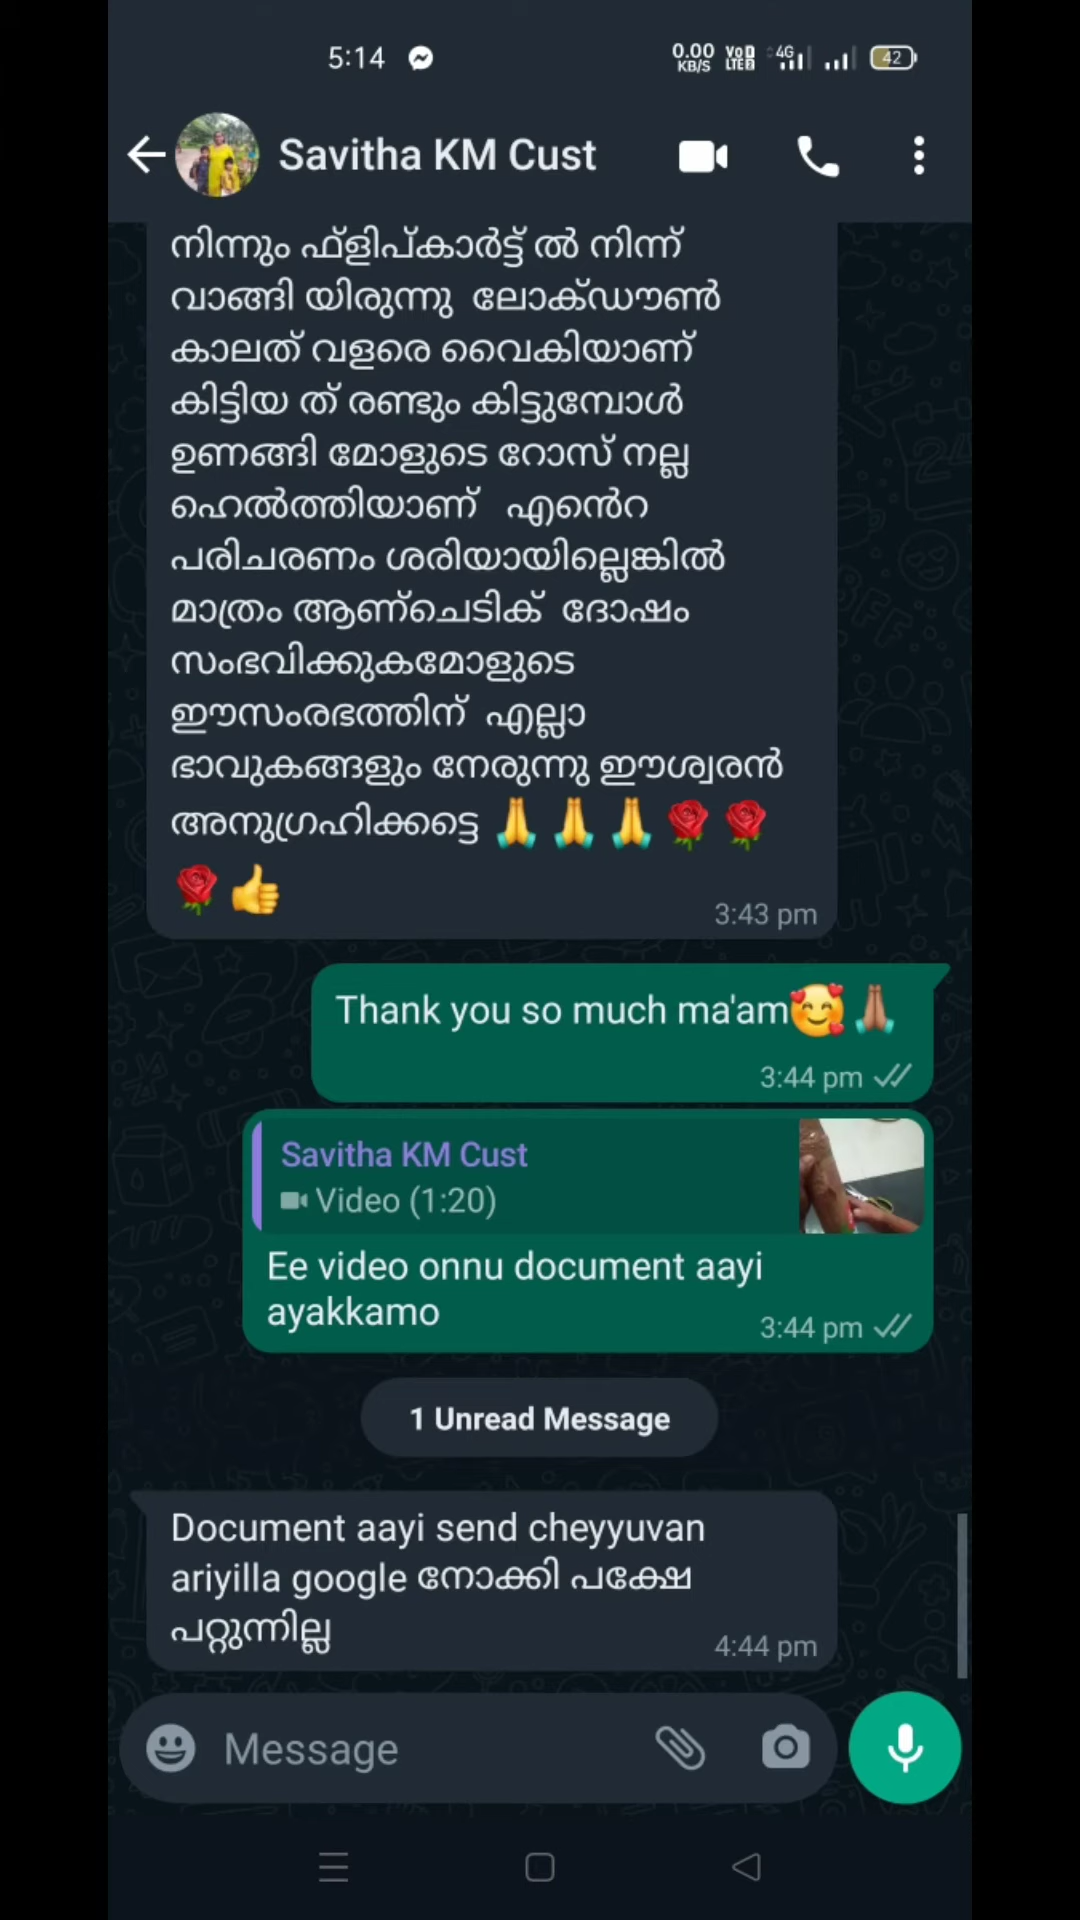 5:14
0.00 KB/S
VoD LTE2
4G
42
Savitha KM Cust
നിന്നും ഫ്ളിപ്കാർട്ട് ൽ നിന്ന്
വാങ്ങി യിരുന്നു ലോക്ഡൗൺ
കാലത് വളരെ വൈകിയാണ്
കിട്ടിയ ത് രണ്ടും കിട്ടുമ്പോൾ
ഉണങ്ങി മോളുടെ റോസ് നല്ല
ഹെൽത്തിയാണ് എൻെറ
പരിചരണം ശരിയായില്ലെങ്കിൽ
മാത്രം ആണ്ചെടിക് ദോഷം
സംഭവിക്കുകമോളുടെ
ഈസംരഭത്തിന് എല്ലാ
ഭാവുകങ്ങളും നേരുന്നു ഈശ്വരൻ
അനുഗ്രഹിക്കട്ടെ 🙏🙏🙏🌹🌹
🌹👍
3:43 pm
Thank you so much ma'am🥰🙏🏽
3:44 pm
Savitha KM Cust
Video (1:20)
Ee video onnu document aayi
ayakkamo
3:44 pm
1 Unread Message
Document aayi send cheyyuvan
ariyilla google നോക്കി പക്ഷേ
പറ്റുന്നില്ല
4:44 pm
Message